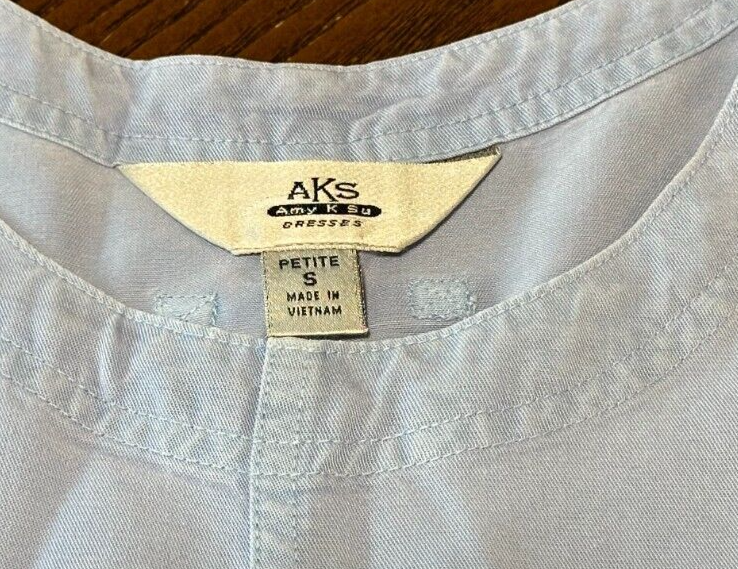 AKS
Amy K Su
DRESSES
PETITE
S
MADE IN
VIETNAM